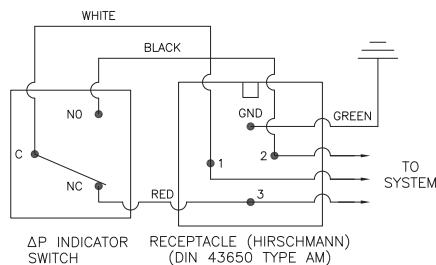 WHITE
BLACK
NO
GND
GREEN
C
1
2
NC
RED
3
TO
SYSTEM
ΔP INDICATOR
SWITCH
RECEPTACLE (HIRSCHMANN)
(DIN 43650 TYPE AM)